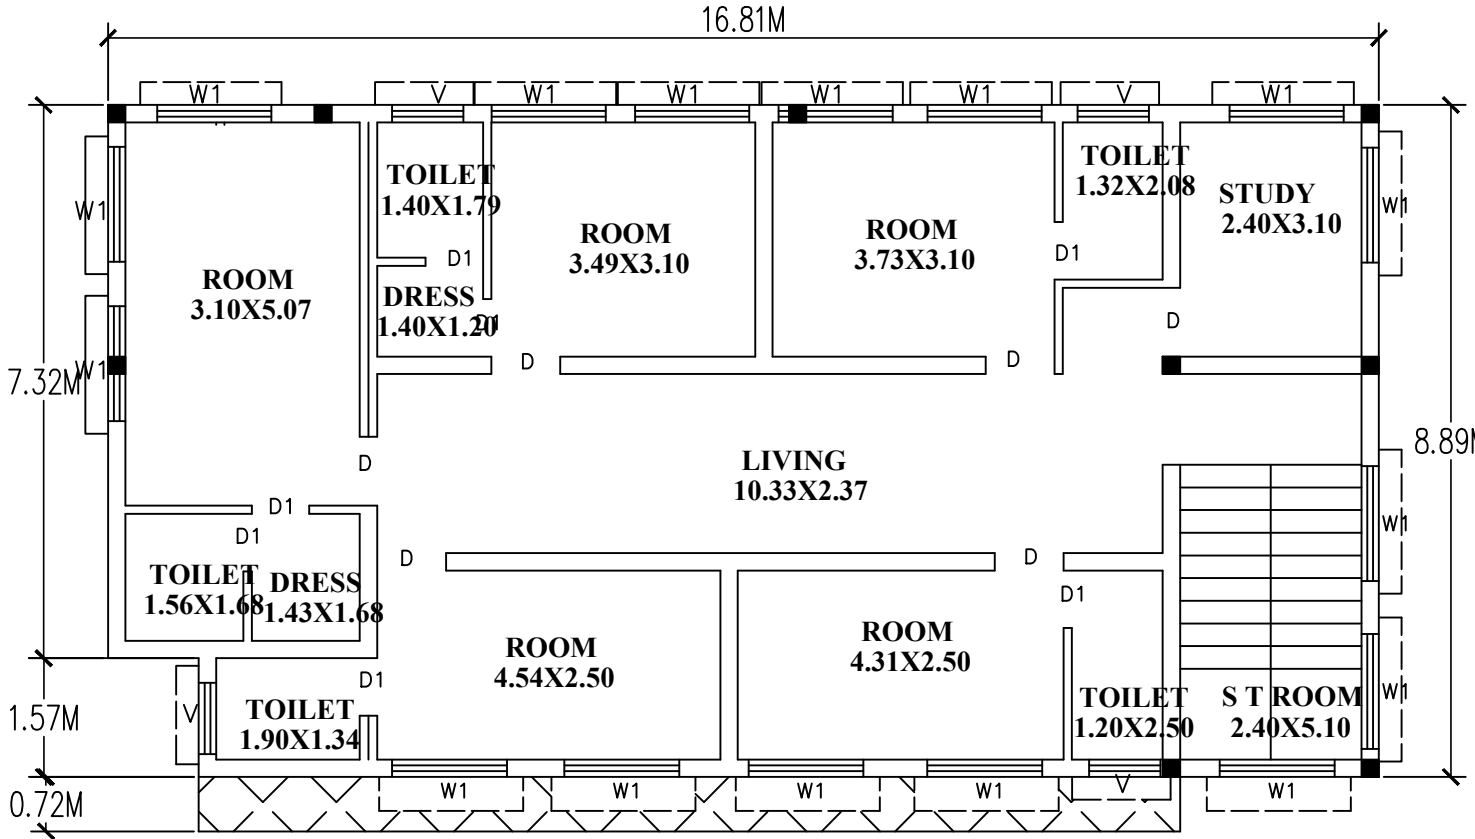 16.81M
W1
V
W1
W1
W1
W1
V
W1
TOILET
1.32X2.08
TOILET
1.40X1.79
STUDY
2.40X3.10
W1
W1
ROOM
3.49X3.10
ROOM
3.73X3.10
D1
D1
ROOM
3.10X5.07
DRESS
1.40X1.20
D1
D
D
D
W1
7.32M
8.89M
D
LIVING
10.33X2.37
D1
W1
D1
D
D
TOILET
1.56X1.68
DRESS
1.43X1.68
D1
ROOM
4.54X2.50
ROOM
4.31X2.50
D1
TOILET
1.90X1.34
TOILET
1.20X2.50
S T ROOM
2.40X5.10
W1
V
1.57M
W1
W1
W1
W1
V
W1
0.72M